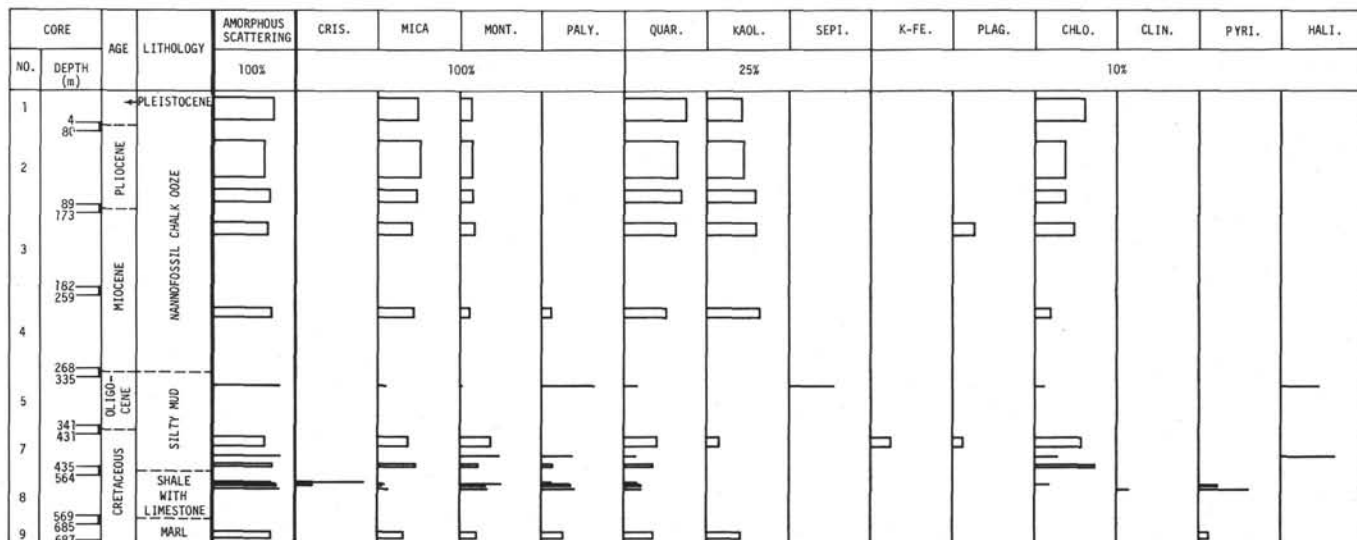 CORE
AGE
LITHOLOGY
AMORPHOUS
SCATTERING
CRIS.
MICA
MONT.
PALY.
QUAR.
KAOL.
SEPI.
K-FE.
PLAG.
CHLO.
CLIN.
PYRI.
HALI.
NO.
DEPTH
(m)
100%
100%
25%
10%
1
PLEISTOCENE
4
80
2
PLIOCENE
NANNOFOSSIL CHALK OOZE
89
173
3
MIOCENE
182
259
4
268
335
5
OLIGO-
CENE
SILTY MUD
341
431
7
CRETACEOUS
435
564
8
SHALE
WITH
LIMESTONE
569
685
9
687
MARL